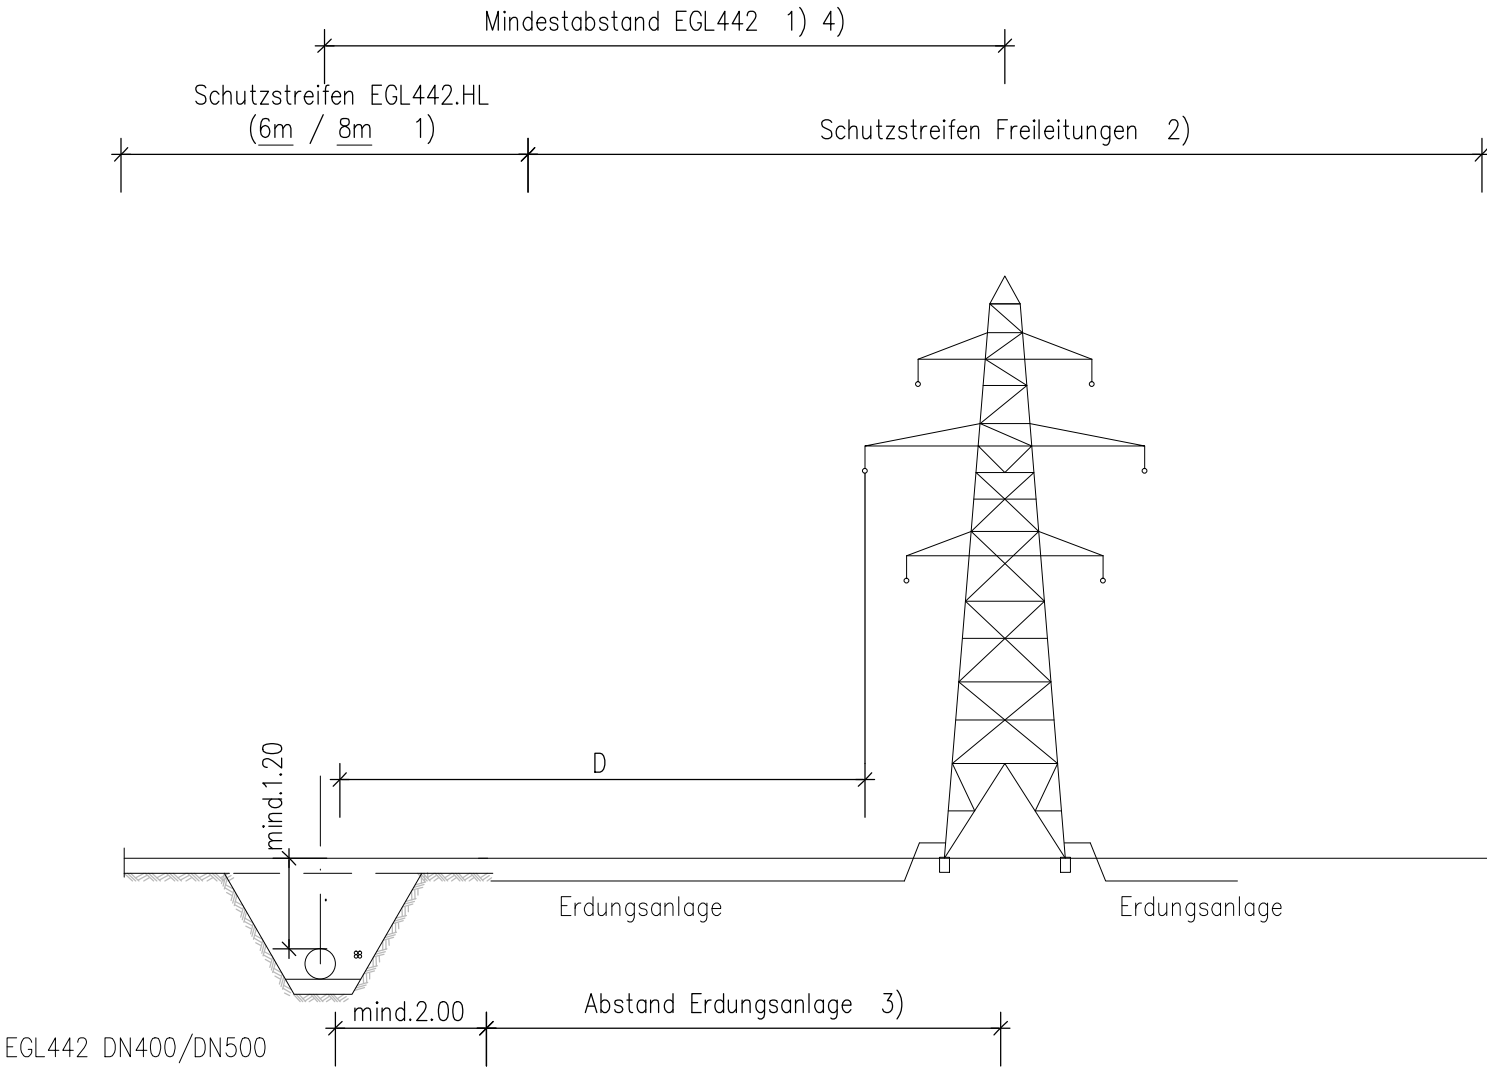 Mindestabstand EGL442 1) 4)
Schutzstreifen EGL442.HL
(6m / 8m 1)
Schutzstreifen Freileitungen 2)
mind.1.20
D
Erdungsanlage
Erdungsanlage
mind.2.00
Abstand Erdungsanlage 3)
EGL442 DN400/DN500